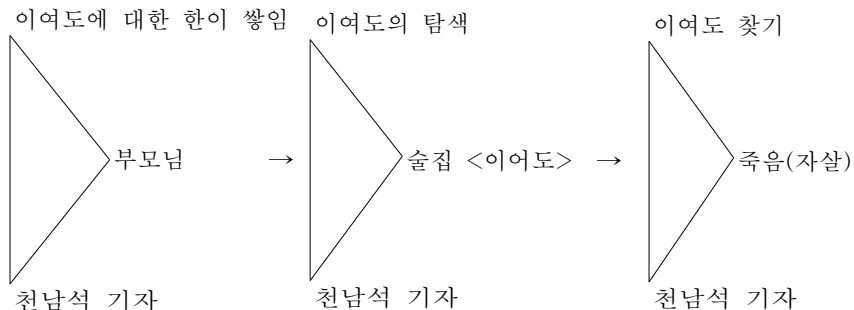 이여도에 대한 한이 쌓임
이여도의 탐색
이여도 찾기
부모님 → 술집 <이어도> → 죽음(자살)
천남석 기자
천남석 기자
천남석 기자